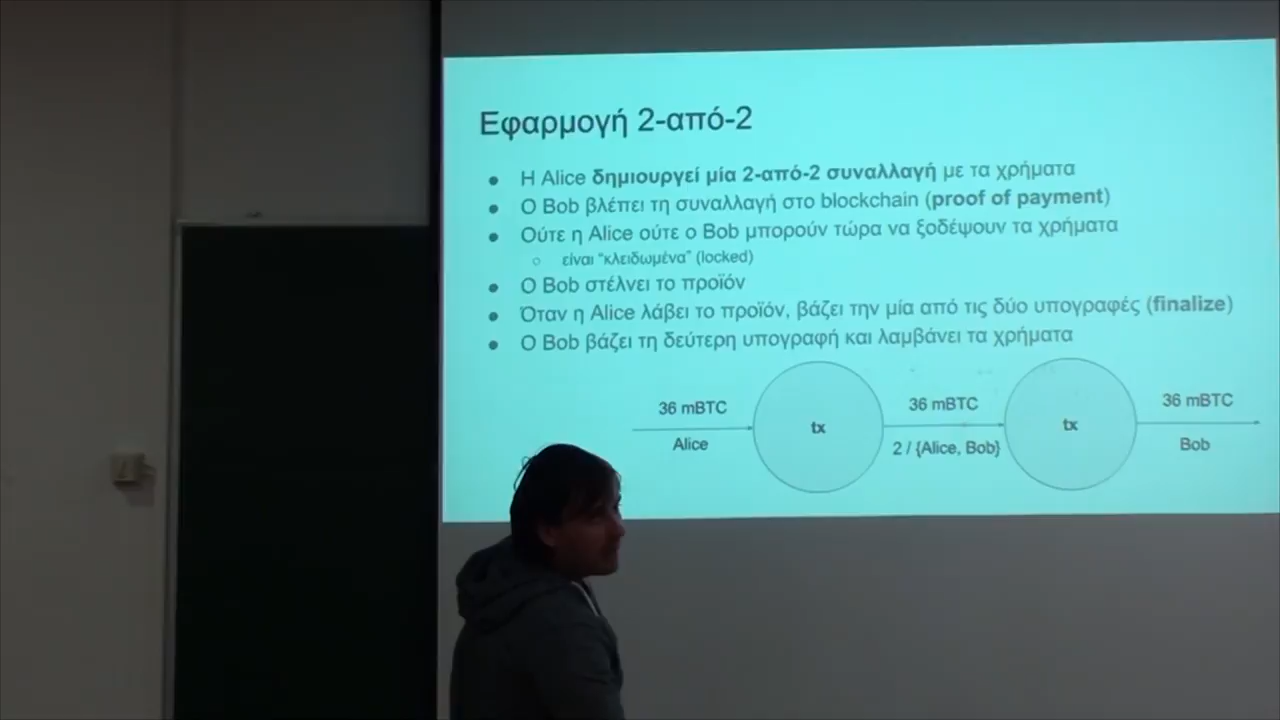 Εφαρμογή 2-από-2
● Η Alice δημιουργεί μία 2-από-2 συναλλαγή με τα χρήματα
● Ο Bob βλέπει τη συναλλαγή στο blockchain (proof of payment)
● Ούτε η Alice ούτε ο Bob μπορούν τώρα να ξοδέψουν τα χρήματα
○ είναι “κλειδωμένα” (locked)
● Ο Bob στέλνει το προϊόν
● Όταν η Alice λάβει το προϊόν, βάζει την μία από τις δύο υπογραφές (finalize)
● Ο Bob βάζει τη δεύτερη υπογραφή και λαμβάνει τα χρήματα
36 mBTC
Alice
tx
36 mBTC
2 / {Alice, Bob}
tx
36 mBTC
Bob